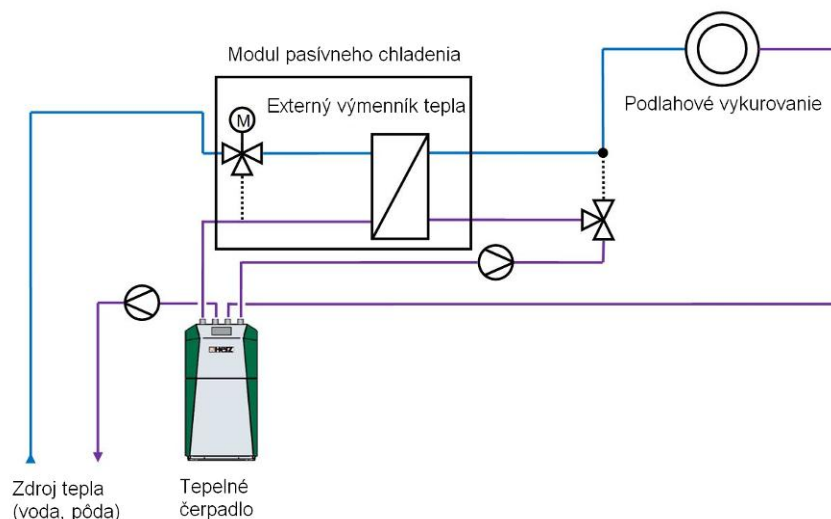 Modul pasívneho chladenia
Externý výmenník tepla
M
Podlahové vykurovanie
HERZ
Zdroj tepla
(voda, pôda)
Tepelné
čerpadlo